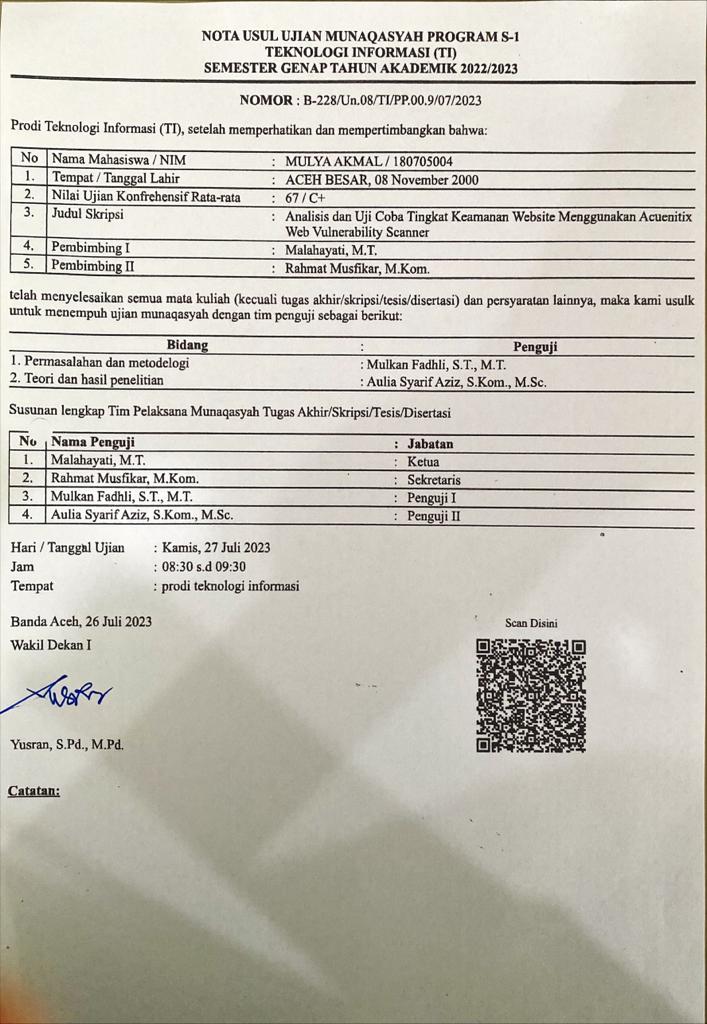 NOTA USUL UJIAN MUNAQASYAH PROGRAM S-1
TEKNOLOGI INFORMASI (TI)
SEMESTER GENAP TAHUN AKADEMIK 2022/2023
NOMOR : B-228/Un.08/TI/PP.00.9/07/2023
Prodi Teknologi Informasi (TI), setelah memperhatikan dan mempertimbangkan bahwa:
No Nama Mahasiswa / NIM : MULYA AKMAL / 180705004
1. Tempat / Tanggal Lahir : ACEH BESAR, 08 November 2000
2. Nilai Ujian Konfrehensif Rata-rata : 67 / C+
3. Judul Skripsi : Analisis dan Uji Coba Tingkat Keamanan Website Menggunakan Acuenitix
Web Vulnerability Scanner
4. Pembimbing I : Malahayati, M.T.
5. Pembimbing II : Rahmat Musfikar, M.Kom.
telah menyelesaikan semua mata kuliah (kecuali tugas akhir/skripsi/tesis/disertasi) dan persyaratan lainnya, maka kami usulk
untuk menempuh ujian munaqasyah dengan tim penguji sebagai berikut:
Bidang : Penguji
1. Permasalahan dan metodelogi : Mulkan Fadhli, S.T., M.T.
2. Teori dan hasil penelitian : Aulia Syarif Aziz, S.Kom., M.Sc.
Susunan lengkap Tim Pelaksana Munaqasyah Tugas Akhir/Skripsi/Tesis/Disertasi
No Nama Penguji : Jabatan
1. Malahayati, M.T. : Ketua
2. Rahmat Musfikar, M.Kom. : Sekretaris
3. Mulkan Fadhli, S.T., M.T. : Penguji I
4. Aulia Syarif Aziz, S.Kom., M.Sc. : Penguji II
Hari / Tanggal Ujian : Kamis, 27 Juli 2023
Jam : 08:30 s.d 09:30
Tempat : prodi teknologi informasi
Banda Aceh, 26 Juli 2023
Wakil Dekan I
Scan Disini
Yusran, S.Pd., M.Pd.
Catatan: